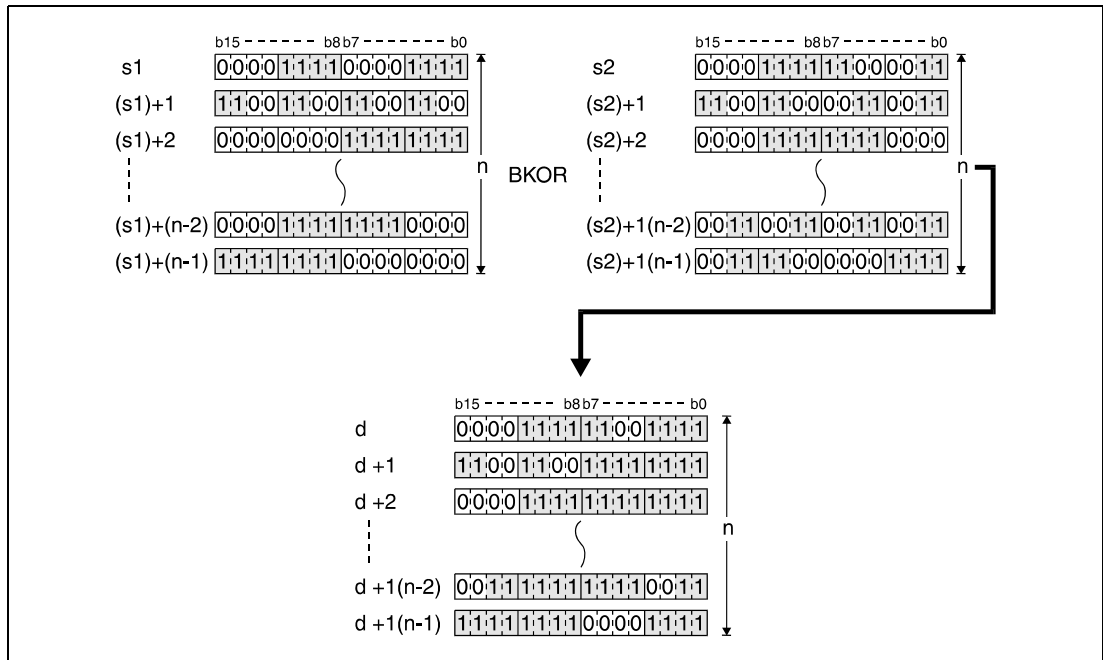 b15 b8 b7 b0
s1 0000111100001111
(s1)+1 1100110011001100
(s1)+2 0000000011111111
n
(s1)+(n-2) 0000111111110000
(s1)+(n-1) 1111111100000000
BKOR
b15 b8 b7 b0
s2 0000111111000011
(s2)+1 1100110000110011
(s2)+2 0000111111110000
n
(s2)+1(n-2) 0011001100110011
(s2)+1(n-1) 0011110000001111
b15 b8 b7 b0
d 0000111111001111
d +1 1100110011111111
d +2 0000111111111111
n
d +1(n-2) 0011111111110011
d +1(n-1) 1111111100001111